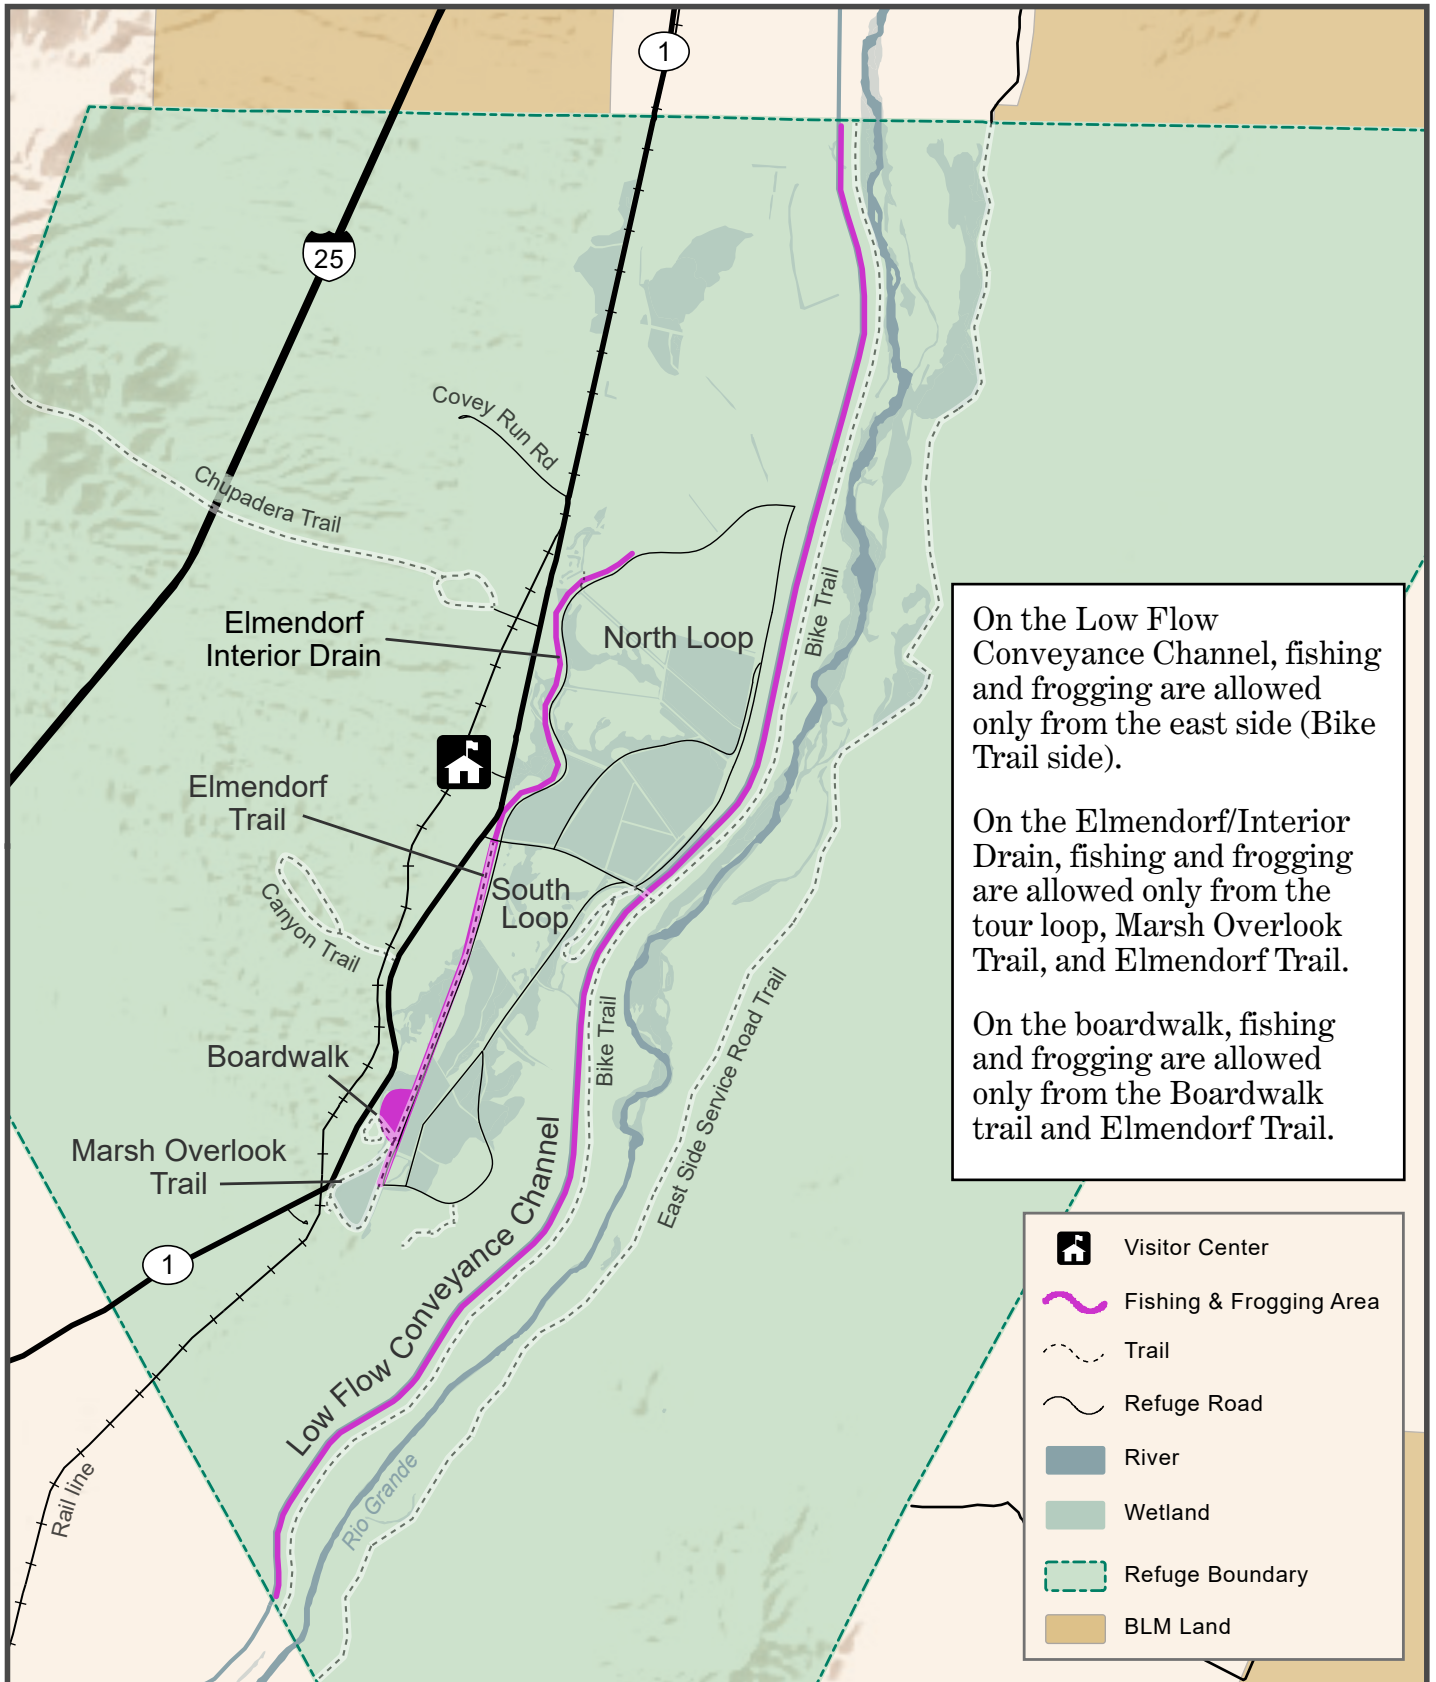 1
25
Covey Run Rd
Chupadera Trail
Elmendorf
Interior Drain
North Loop
Bike Trail
Elmendorf
Trail
South
Loop
Canyon Trail
Boardwalk
Bike Trail
East Side Service Road Trail
Marsh Overlook
Trail
1
Low Flow Conveyance Channel
Rail line
Rio Grande
On the Low Flow
Conveyance Channel, fishing
and frogging are allowed
only from the east side (Bike
Trail side).
On the Elmendorf/Interior
Drain, fishing and frogging
are allowed only from the
tour loop, Marsh Overlook
Trail, and Elmendorf Trail.
On the boardwalk, fishing
and frogging are allowed
only from the Boardwalk
trail and Elmendorf Trail.
Visitor Center
Fishing & Frogging Area
Trail
Refuge Road
River
Wetland
Refuge Boundary
BLM Land